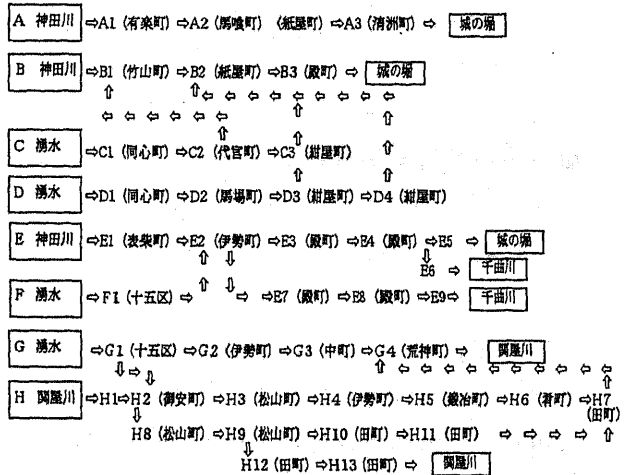 A 神田川 ⇨A1 (有楽町) ⇨A2 (馬喰町) (紙屋町) ⇨A3 (清洲町) ⇨ 城の堀
B 神田川 ⇨B1 (竹山町) ⇨B2 (紙屋町) ⇨B3 (殿町) ⇨ 城の堀
⇧ ⇧⇦ ⇦ ⇦ ⇦ ⇦ ⇦ ⇦ ⇦
⇦ ⇦ ⇦ ⇦ ⇦ ⇦ ⇧ ⇧
⇧ ⇧
C 湧水 ⇨C1 (同心町) ⇨C2 (代官町) ⇨C3 (紺屋町) ⇧
⇧ ⇧
D 湧水 ⇨D1 (同心町) ⇨D2 (馬場町) ⇨D3 (紺屋町) ⇨D4 (紺屋町)
E 神田川 ⇨E1 (表柴町) ⇨E2 (伊勢町) ⇨E3 (殿町) ⇨E4 (殿町) ⇨E5 ⇨ 城の堀
⇧ ⇩ ⇩
E6 ⇨ 千曲川
F 湧水 ⇨F1 (十五区) ⇨ ⇧ ⇩ ⇨ ⇨E7 (殿町) ⇨E8 (殿町) ⇨E9⇨ 千曲川
G 湧水 ⇨G1 (十五区) ⇨G2 (伊勢町) ⇨G3 (中町) ⇨G4 (荒神町) ⇨ 関屋川
⇩⇨⇩ ⇧ ⇦ ⇦ ⇦ ⇦ ⇦ ⇦ ⇦ ⇦ ⇧
H 関屋川 ⇨H1⇨H2 (御安町) ⇨H3 (松山町) ⇨H4 (伊勢町) ⇨H5 (鍛冶町) ⇨H6 (肴町) ⇨H7
⇩ (田町)
H8 (松山町) ⇨H9 (松山町) ⇨H10 (田町) ⇨H11 (田町) ⇨ ⇨ ⇨ ⇨ ⇧
⇩
H12 (田町) ⇨H13 (田町) ⇨ 関屋川